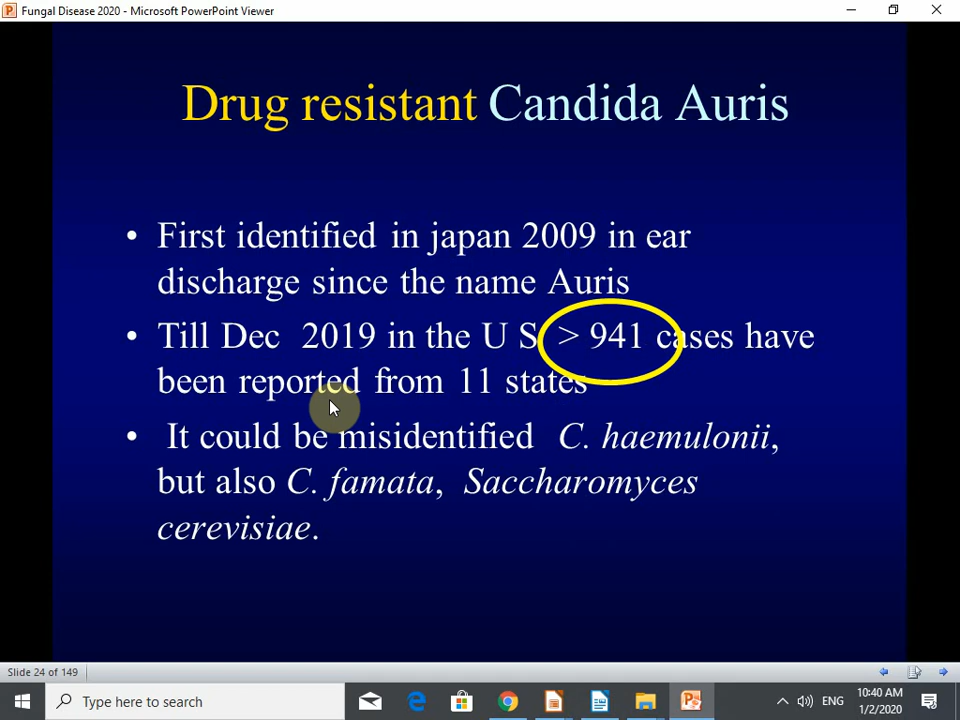 Fungal Disease 2020 - Microsoft PowerPoint Viewer
Drug resistant Candida Auris
• First identified in japan 2009 in ear
discharge since the name Auris
• Till Dec 2019 in the U S > 941 cases have
been reported from 11 states
• It could be misidentified C. haemulonii,
but also C. famata, Saccharomyces
cerevisiae.
Slide 24 of 149
Type here to search
ENG
10:40 AM
1/2/2020